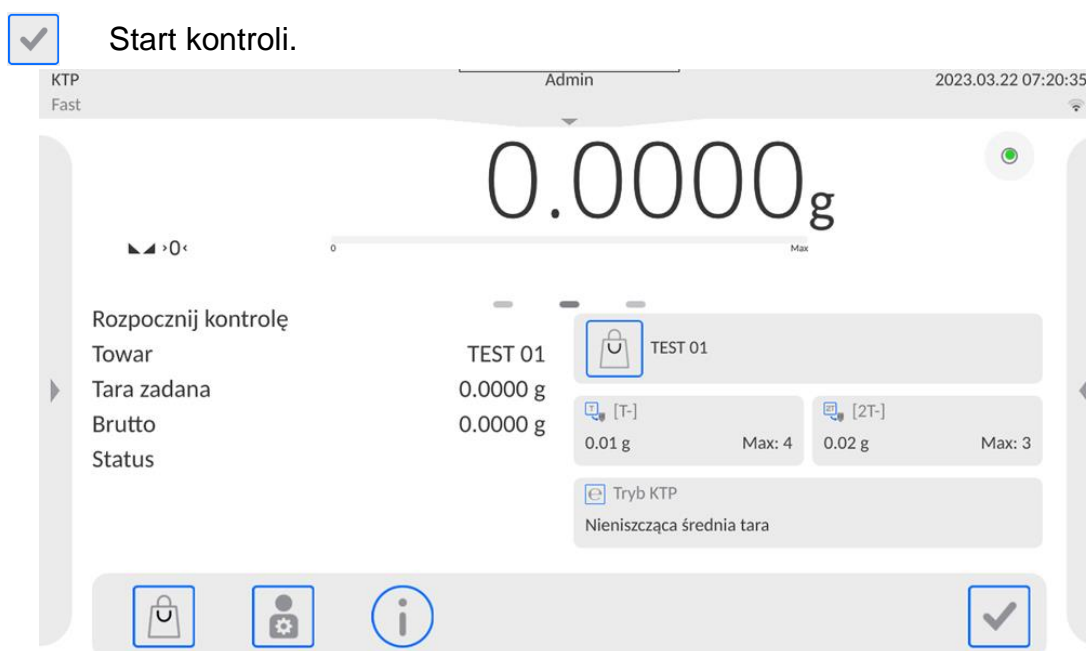 Start kontroli.
KTP Admin 2023.03.22 07:20:35
Fast
0.0000g
›0‹
0 Max
Rozpocznij kontrolę
Towar TEST 01
Tara zadana 0.0000 g
Brutto 0.0000 g
Status
TEST 01
T [T-]
0.01 g Max: 4
2T [2T-]
0.02 g Max: 3
e Tryb KTP
Nieniszcząca średnia tara
i